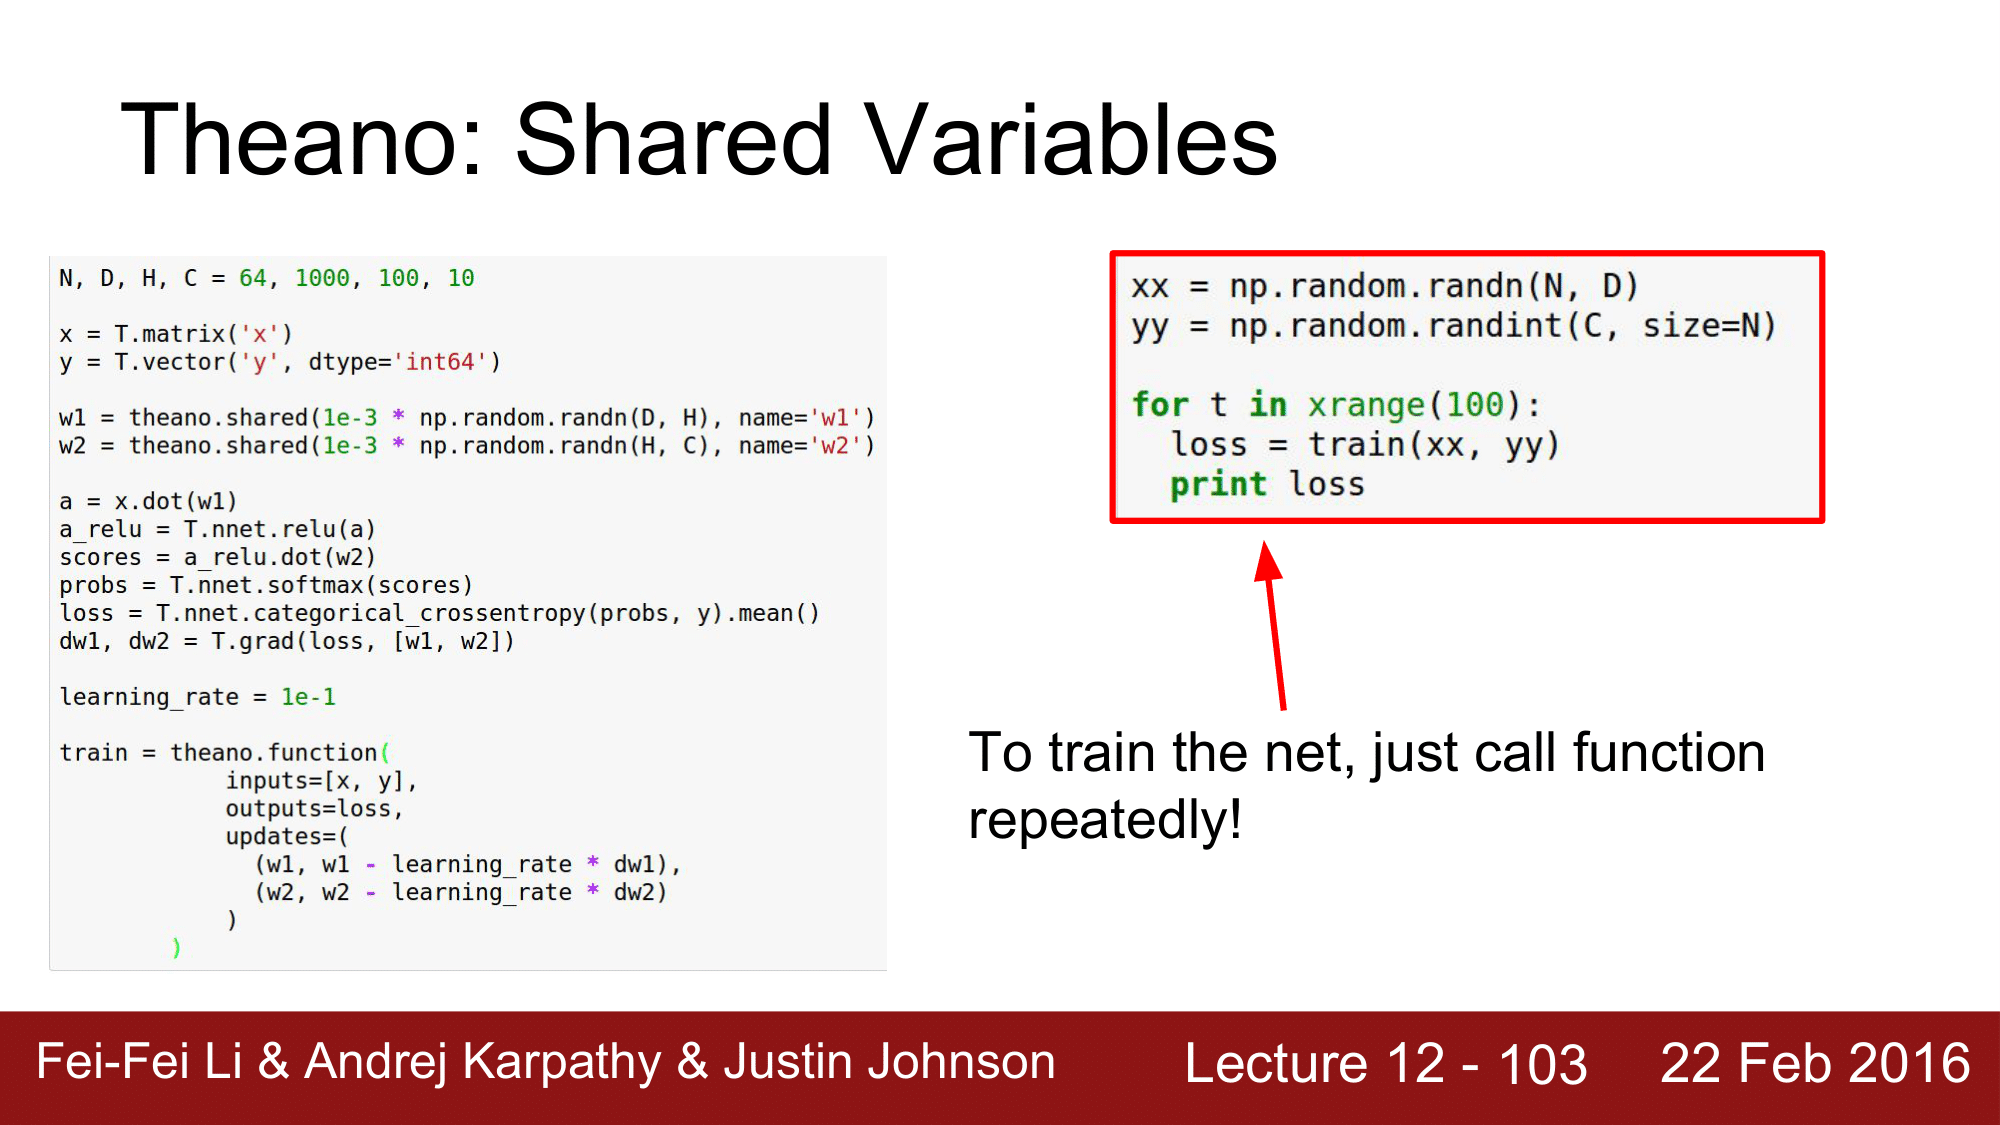 Theano: Shared Variables
N, D, H, C = 64, 1000, 100, 10
x = T.matrix('x')
y = T.vector('y', dtype='int64')
w1 = theano.shared(1e-3 * np.random.randn(D, H), name='w1')
w2 = theano.shared(1e-3 * np.random.randn(H, C), name='w2')
a = x.dot(w1)
a_relu = T.nnet.relu(a)
scores = a_relu.dot(w2)
probs = T.nnet.softmax(scores)
loss = T.nnet.categorical_crossentropy(probs, y).mean()
dw1, dw2 = T.grad(loss, [w1, w2])
learning_rate = 1e-1
train = theano.function(
inputs=[x, y],
outputs=loss,
updates=(
(w1, w1 - learning_rate * dw1),
(w2, w2 - learning_rate * dw2)
)
)
xx = np.random.randn(N, D)
yy = np.random.randint(C, size=N)
for t in xrange(100):
loss = train(xx, yy)
print loss
To train the net, just call function
repeatedly!
Fei-Fei Li & Andrej Karpathy & Justin Johnson Lecture 12 - 103 22 Feb 2016